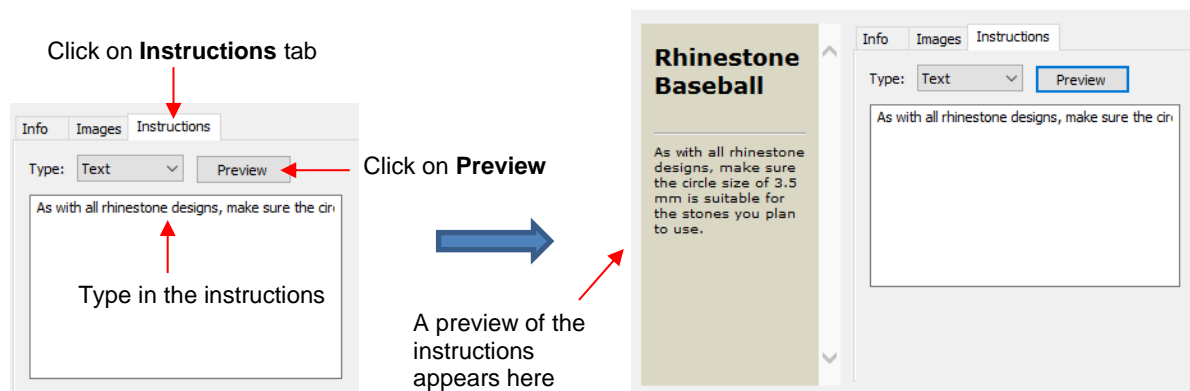 Click on Instructions tab
Info Images Instructions
Type: Text Preview
As with all rhinestone designs, make sure the cir
Type in the instructions
Click on Preview
A preview of the
instructions
appears here
Rhinestone
Baseball
As with all rhinestone
designs, make sure
the circle size of 3.5
mm is suitable for
the stones you plan
to use.
Info Images Instructions
Type: Text Preview
As with all rhinestone designs, make sure the cir